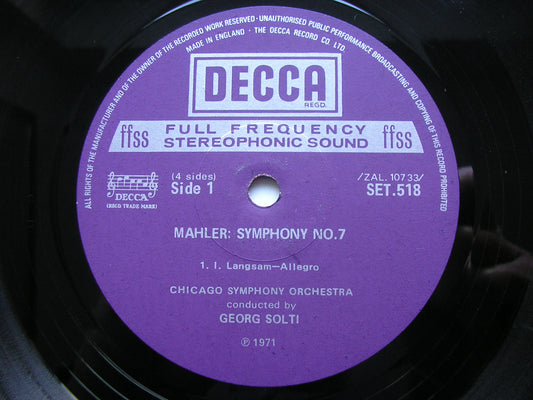 ALL RIGHTS OF THE MANUFACTURER AND OF THE OWNER OF THE RECORDED WORK RESERVED · UNAUTHORISED PUBLIC PERFORMANCE BROADCASTING AND COPYING OF THIS RECORD PROHIBITED
MADE IN ENGLAND · THE DECCA RECORD CO. LTD.
DECCA
REGD.
ffss FULL FREQUENCY ffss
STEREOPHONIC SOUND
DECCA
(REGD. TRADE MARK)
(4 sides)
Side 1
/ZAL. 10733/
SET.518
MAHLER: SYMPHONY NO.7
1. I. Langsam—Allegro
CHICAGO SYMPHONY ORCHESTRA
conducted by
GEORG SOLTI
℗ 1971